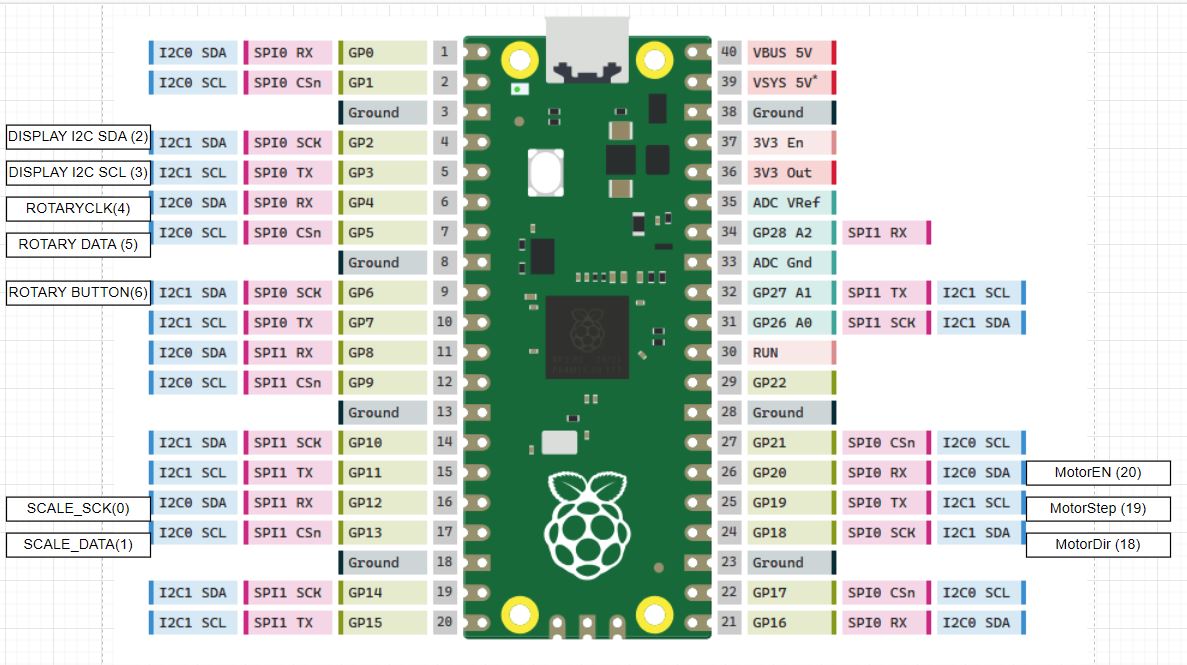 I2C0 SDA SPI0 RX GP0 1 40 VBUS 5V
I2C0 SCL SPI0 CSn GP1 2 39 VSYS 5V*
Ground 3 38 Ground
DISPLAY I2C SDA (2) I2C1 SDA SPI0 SCK GP2 4 37 3V3 En
DISPLAY I2C SCL (3) I2C1 SCL SPI0 TX GP3 5 36 3V3 Out
ROTARYCLK(4) I2C0 SDA SPI0 RX GP4 6 35 ADC VRef
ROTARY DATA (5) I2C0 SCL SPI0 CSn GP5 7 34 GP28 A2 SPI1 RX
Ground 8 33 ADC Gnd
ROTARY BUTTON(6) I2C1 SDA SPI0 SCK GP6 9 32 GP27 A1 SPI1 TX I2C1 SCL
I2C1 SCL SPI0 TX GP7 10 31 GP26 A0 SPI1 SCK I2C1 SDA
I2C0 SDA SPI1 RX GP8 11 30 RUN
I2C0 SCL SPI1 CSn GP9 12 29 GP22
Ground 13 28 Ground
I2C1 SDA SPI1 SCK GP10 14 27 GP21 SPI0 CSn I2C0 SCL
I2C1 SCL SPI1 TX GP11 15 26 GP20 SPI0 RX I2C0 SDA MotorEN (20)
SCALE_SCK(0) I2C0 SDA SPI1 RX GP12 16 25 GP19 SPI0 TX I2C1 SCL MotorStep (19)
SCALE_DATA(1) I2C0 SCL SPI1 CSn GP13 17 24 GP18 SPI0 SCK I2C1 SDA MotorDir (18)
Ground 18 23 Ground
I2C1 SDA SPI1 SCK GP14 19 22 GP17 SPI0 CSn I2C0 SCL
I2C1 SCL SPI1 TX GP15 20 21 GP16 SPI0 RX I2C0 SDA